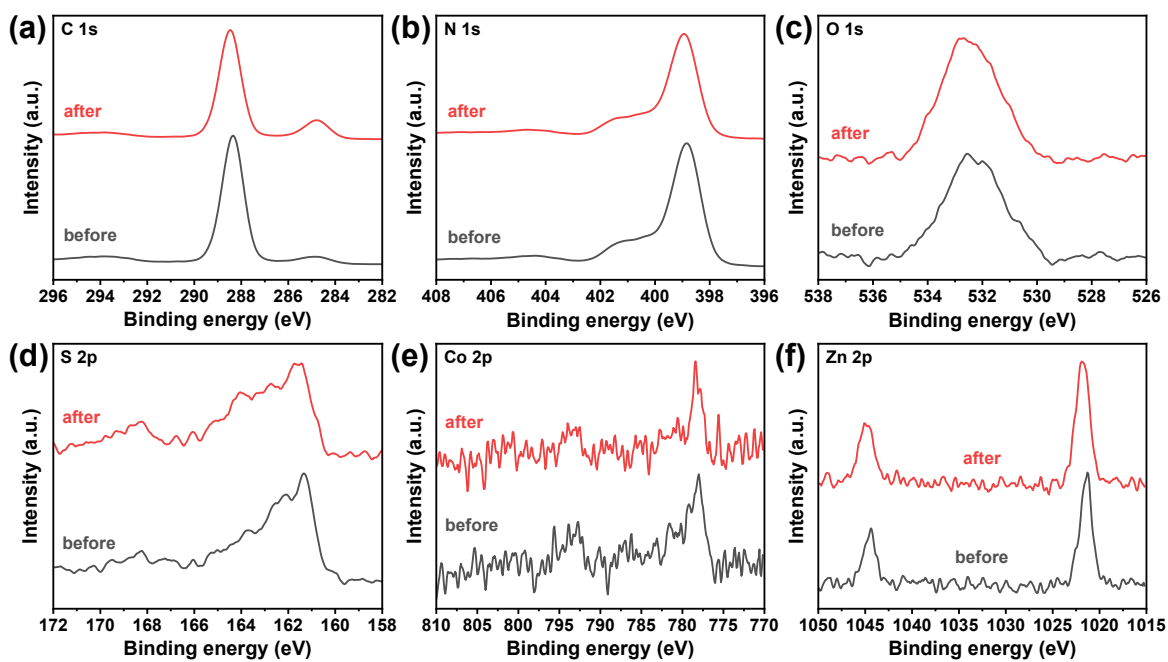 (a) C 1s
after
before
Intensity (a.u.)
296 294 292 290 288 286 284 282
Binding energy (eV)
(b) N 1s
after
before
Intensity (a.u.)
408 406 404 402 400 398 396
Binding energy (eV)
(c) O 1s
after
before
Intensity (a.u.)
538 536 534 532 530 528 526
Binding energy (eV)
(d) S 2p
after
before
Intensity (a.u.)
172 170 168 166 164 162 160 158
Binding energy (eV)
(e) Co 2p
after
before
Intensity (a.u.)
810 805 800 795 790 785 780 775 770
Binding energy (eV)
(f) Zn 2p
after
before
Intensity (a.u.)
1050 1045 1040 1035 1030 1025 1020 1015
Binding energy (eV)